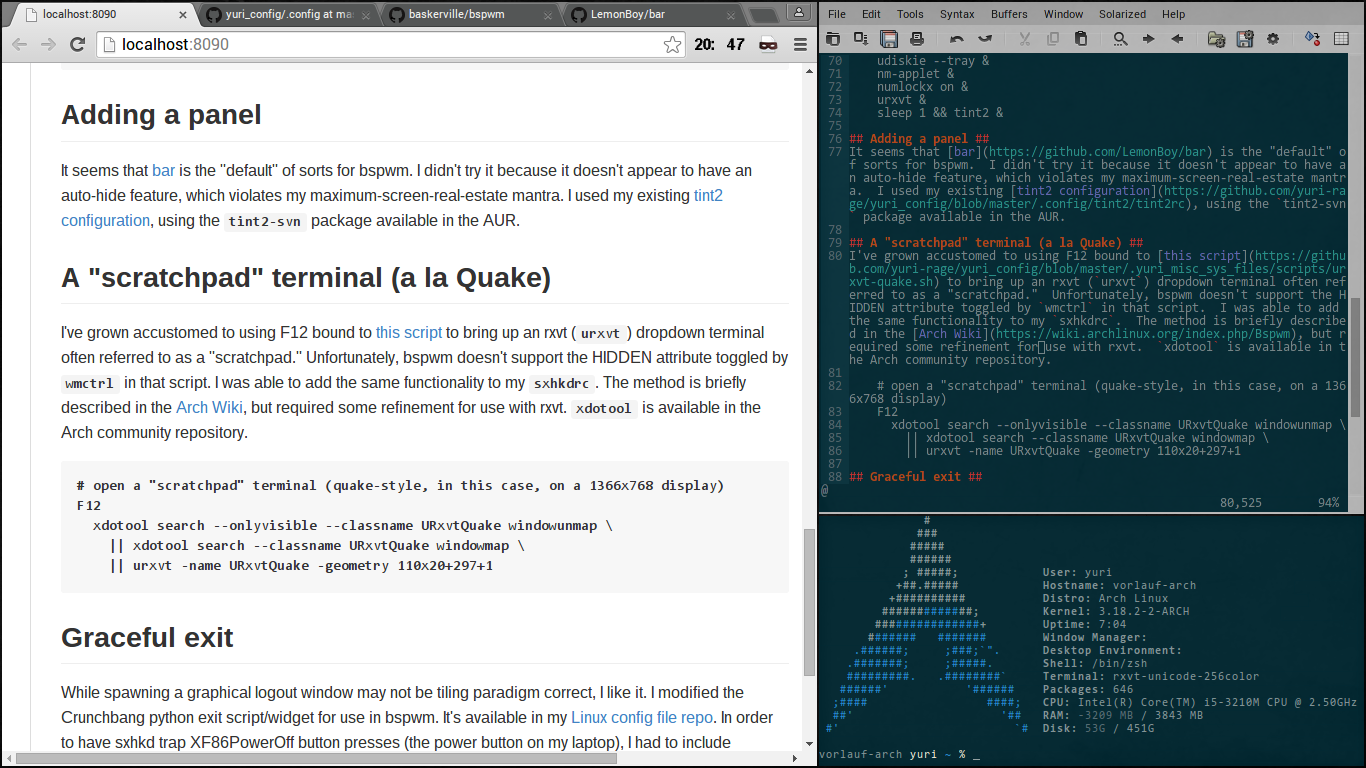 localhost:8090
yuri_config/.config at ma
baskerville/bspwm
LemonBoy/bar
localhost:8090
20: 47
Adding a panel
It seems that bar is the "default" of sorts for bspwm. I didn't try it because it doesn't appear to have an
auto-hide feature, which violates my maximum-screen-real-estate mantra. I used my existing tint2
configuration, using the tint2-svn package available in the AUR.
A "scratchpad" terminal (a la Quake)
I've grown accustomed to using F12 bound to this script to bring up an rxvt ( urxvt ) dropdown terminal
often referred to as a "scratchpad." Unfortunately, bspwm doesn't support the HIDDEN attribute toggled by
wmctrl in that script. I was able to add the same functionality to my sxhkdrc . The method is briefly
described in the Arch Wiki, but required some refinement for use with rxvt. xdotool is available in the
Arch community repository.
# open a "scratchpad" terminal (quake-style, in this case, on a 1366x768 display)
F12
xdotool search --onlyvisible --classname URxvtQuake windowunmap \
|| xdotool search --classname URxvtQuake windowmap \
|| urxvt -name URxvtQuake -geometry 110x20+297+1
Graceful exit
While spawning a graphical logout window may not be tiling paradigm correct, I like it. I modified the
Crunchbang python exit script/widget for use in bspwm. It's available in my Linux config file repo. In order
to have sxhkd trap XF86PowerOff button presses (the power button on my laptop), I had to include
File Edit Tools Syntax Buffers Window Solarized Help
70 udiskie --tray &
71 nm-applet &
72 numlockx on &
73 urxvt &
74 sleep 1 && tint2 &
75
76 ## Adding a panel ##
77 It seems that [bar](https://github.com/LemonBoy/bar) is the "default" o
f sorts for bspwm.  I didn't try it because it doesn't appear to have a
n auto-hide feature, which violates my maximum-screen-real-estate mantr
a.  I used my existing [tint2 configuration](https://github.com/yuri-ra
ge/yuri_config/blob/master/.config/tint2/tint2rc), using the `tint2-svn
` package available in the AUR.
78
79 ## A "scratchpad" terminal (a la Quake) ##
80 I've grown accustomed to using F12 bound to [this script](https://githu
b.com/yuri-rage/yuri_config/blob/master/.yuri_misc_sys_files/scripts/ur
xvt-quake.sh) to bring up an rxvt (`urxvt`) dropdown terminal often ref
erred to as a "scratchpad."  Unfortunately, bspwm doesn't support the H
IDDEN attribute toggled by `wmctrl` in that script.  I was able to add
the same functionality to my `sxhkdrc`.  The method is briefly describe
d in the [Arch Wiki](https://wiki.archlinux.org/index.php/Bspwm), but r
equired some refinement for use with rxvt.  `xdotool` is available in t
he Arch community repository.
81
82 # open a "scratchpad" terminal (quake-style, in this case, on a 136
6x768 display)
83 F12
84 xdotool search --onlyvisible --classname URxvtQuake windowunmap \
85 || xdotool search --classname URxvtQuake windowmap \
86 || urxvt -name URxvtQuake -geometry 110x20+297+1
87
88 ## Graceful exit ##
@
80,525 94%
User: yuri
Hostname: vorlauf-arch
Distro: Arch Linux
Kernel: 3.18.2-2-ARCH
Uptime: 7:04
Window Manager:
Desktop Environment:
Shell: /bin/zsh
Terminal: rxvt-unicode-256color
Packages: 646
CPU: Intel(R) Core(TM) i5-3210M CPU @ 2.50GHz
RAM: -3209 MB / 3843 MB
Disk: 53G / 451G
vorlauf-arch yuri ~ % _